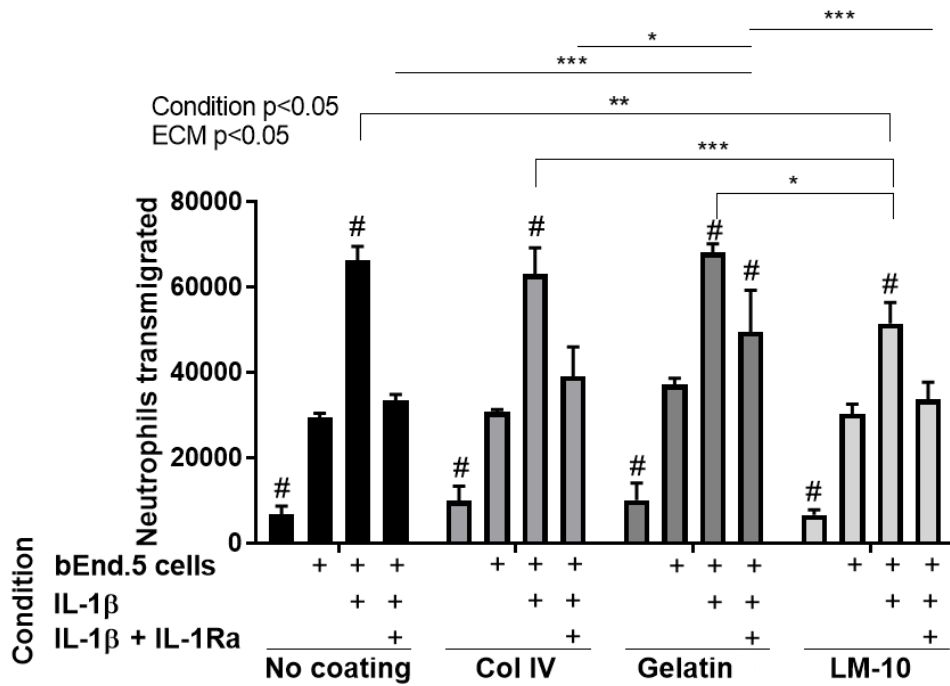 ***
*
***
Condition p<0.05
ECM p<0.05
**
***
*
Neutrophils transmigrated
80000
60000
40000
20000
0
# # # # # # # # #
Condition
bEnd.5 cells + + + + + + + + + + + +
IL-1β + + + + + + + +
IL-1β + IL-1Ra + + + +
No coating Col IV Gelatin LM-10